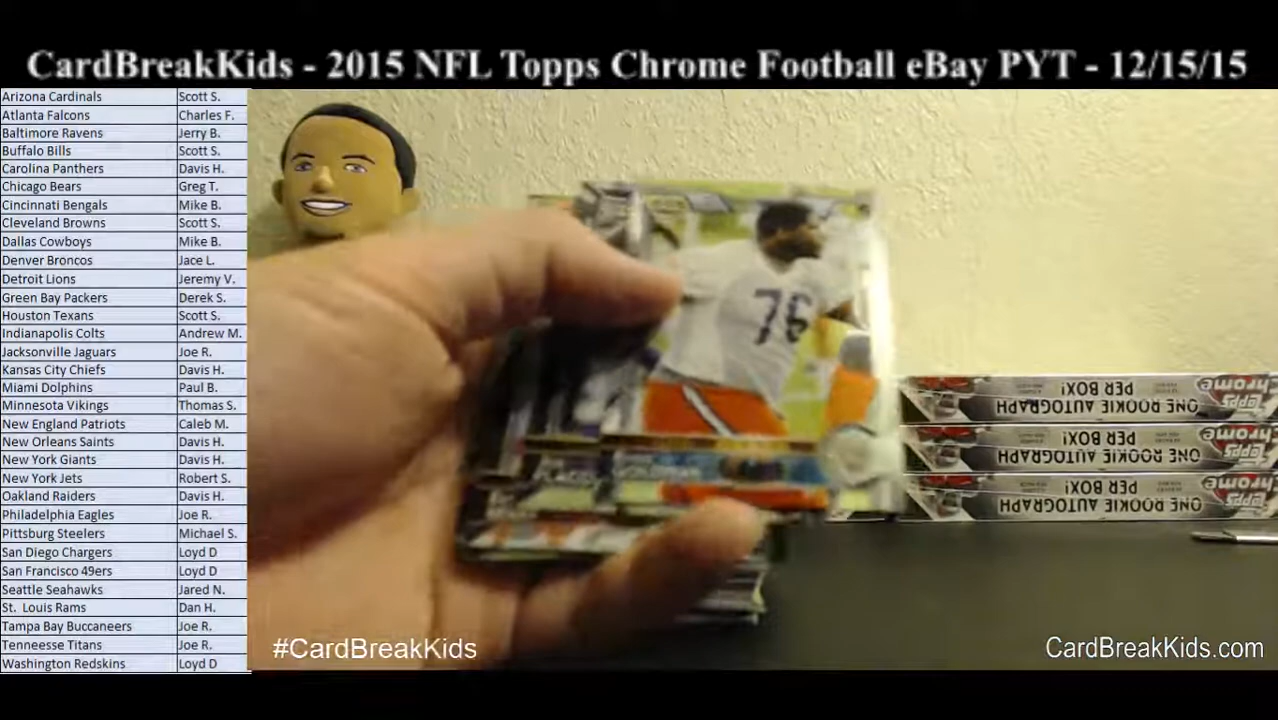 CardBreakKids - 2015 NFL Topps Chrome Football eBay PYT - 12/15/15
Arizona Cardinals Scott S.
Atlanta Falcons Charles F.
Baltimore Ravens Jerry B.
Buffalo Bills Scott S.
Carolina Panthers Davis H.
Chicago Bears Greg T.
Cincinnati Bengals Mike B.
Cleveland Browns Scott S.
Dallas Cowboys Mike B.
Denver Broncos Jace L.
Detroit Lions Jeremy V.
Green Bay Packers Derek S.
Houston Texans Scott S.
Indianapolis Colts Andrew M.
Jacksonville Jaguars Joe R.
Kansas City Chiefs Davis H.
Miami Dolphins Paul B.
Minnesota Vikings Thomas S.
New England Patriots Caleb M.
New Orleans Saints Davis H.
New York Giants Davis H.
New York Jets Robert S.
Oakland Raiders Davis H.
Philadelphia Eagles Joe R.
Pittsburg Steelers Michael S.
San Diego Chargers Loyd D
San Francisco 49ers Loyd D
Seattle Seahawks Jared N.
St. Louis Rams Dan H.
Tampa Bay Buccaneers Joe R.
Tenneesse Titans Joe R.
Washington Redskins Loyd D
76
Topps Chrome
ONE ROOKIE AUTOGRAPH
PER BOX!
Topps Chrome
ONE ROOKIE AUTOGRAPH
PER BOX!
Topps Chrome
ONE ROOKIE AUTOGRAPH
PER BOX!
#CardBreakKids
CardBreakKids.com